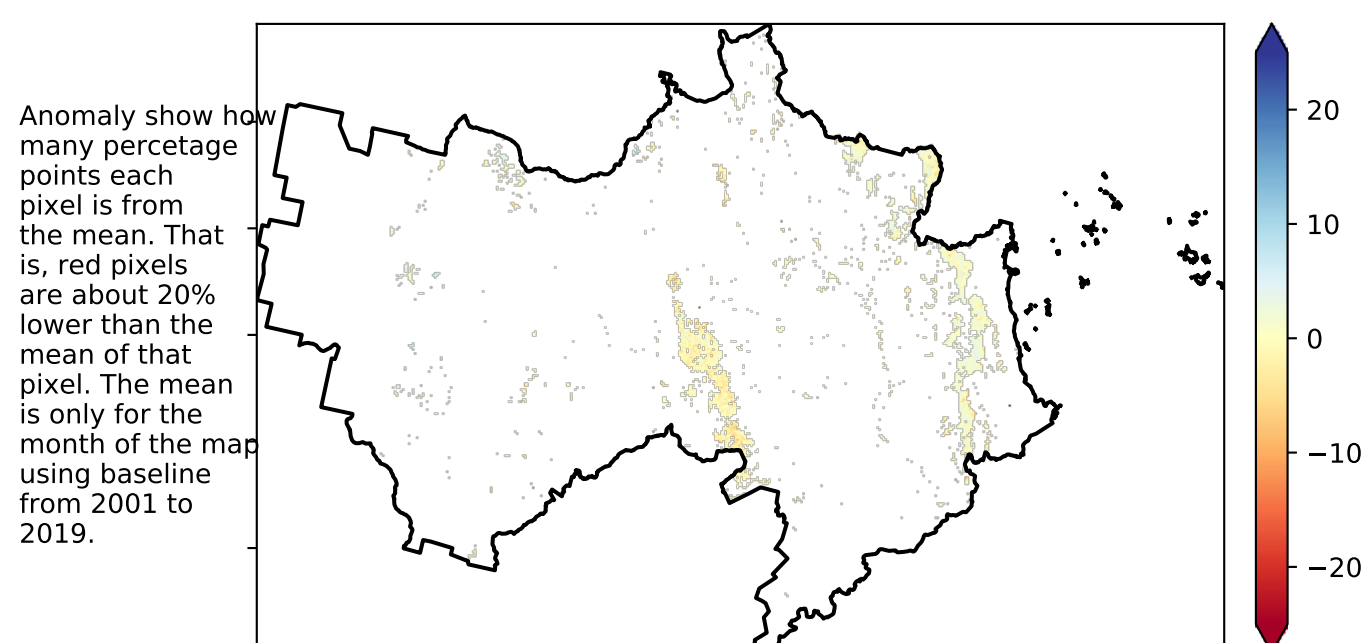 Anomaly show how
many percetage
points each
pixel is from
the mean. That
is, red pixels
are about 20%
lower than the
mean of that
pixel. The mean
is only for the
month of the map
using baseline
from 2001 to
2019.
20
10
0
−10
−20